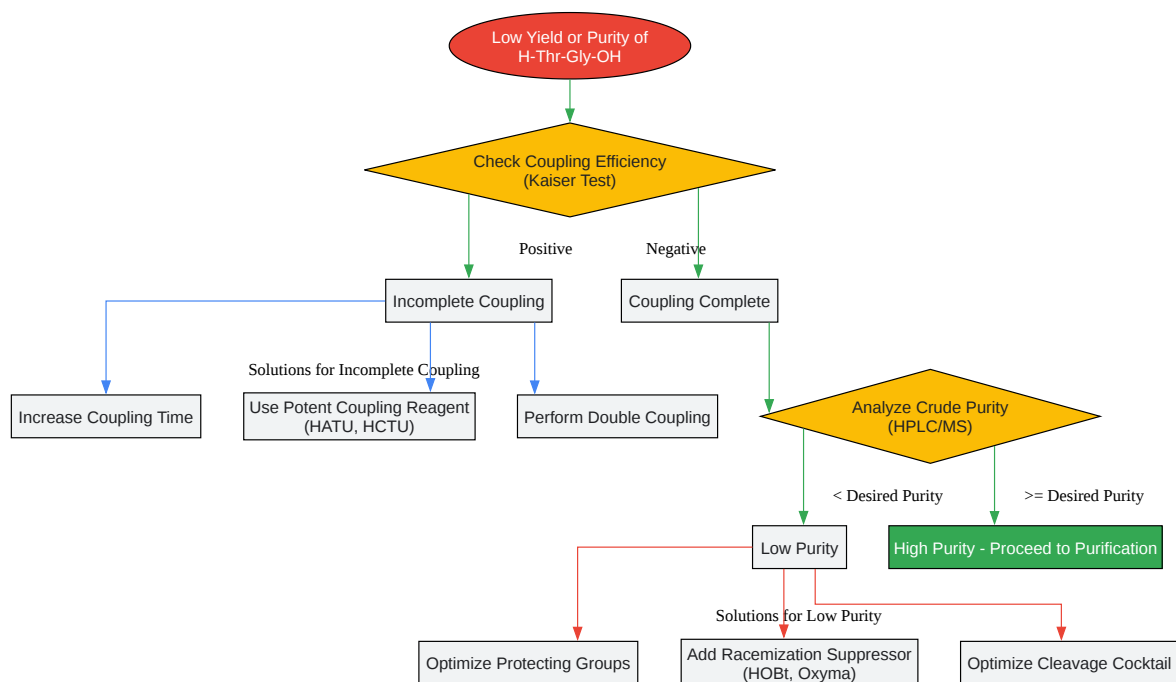 Low Yield or Purity of
H-Thr-Gly-OH
Check Coupling Efficiency
(Kaiser Test)
Positive
Negative
Incomplete Coupling
Coupling Complete
Solutions for Incomplete Coupling
Increase Coupling Time
Use Potent Coupling Reagent
(HATU, HCTU)
Perform Double Coupling
Analyze Crude Purity
(HPLC/MS)
< Desired Purity
>= Desired Purity
Low Purity
High Purity - Proceed to Purification
Solutions for Low Purity
Optimize Protecting Groups
Add Racemization Suppressor
(HOBt, Oxyma)
Optimize Cleavage Cocktail